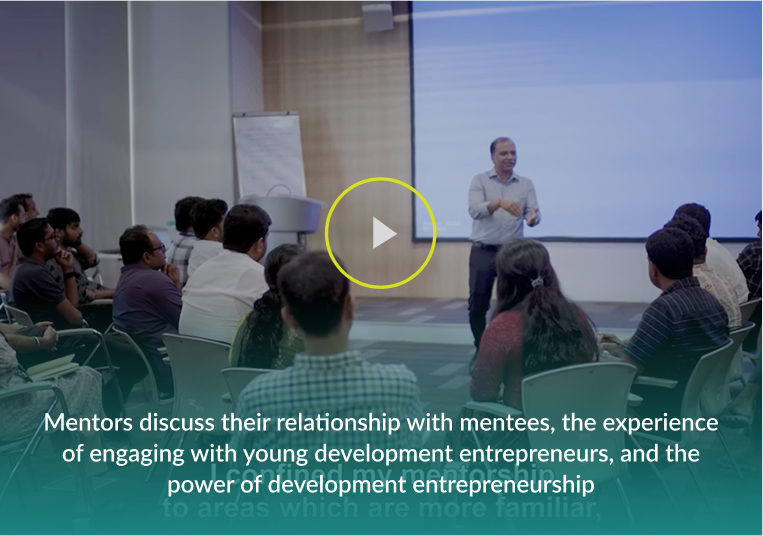 Mentors discuss their relationship with mentees, the experience
of engaging with young development entrepreneurs, and the
I confined my mentorship
power of development entrepreneurship
to areas which are more familiar,